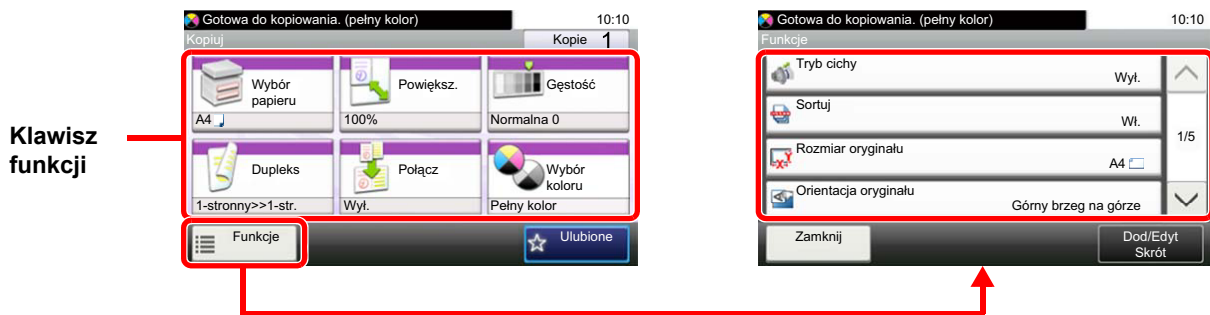 Klawisz
funkcji
Gotowa do kopiowania. (pełny kolor) 10:10
Kopiuj Kopie 1
Wybór
papieru
A4
Powiększ.
100%
Gęstość
Normalna 0
Dupleks
1-stronny>>1-str.
Połącz
Wył.
Wybór
koloru
Pełny kolor
Funkcje
Ulubione
Gotowa do kopiowania. (pełny kolor) 10:10
Funkcje
Tryb cichy
Wył.
Sortuj
Wł.
Rozmiar oryginału
A4
Orientacja oryginału
Górny brzeg na górze
1/5
Zamknij
Dod/Edyt
Skrót